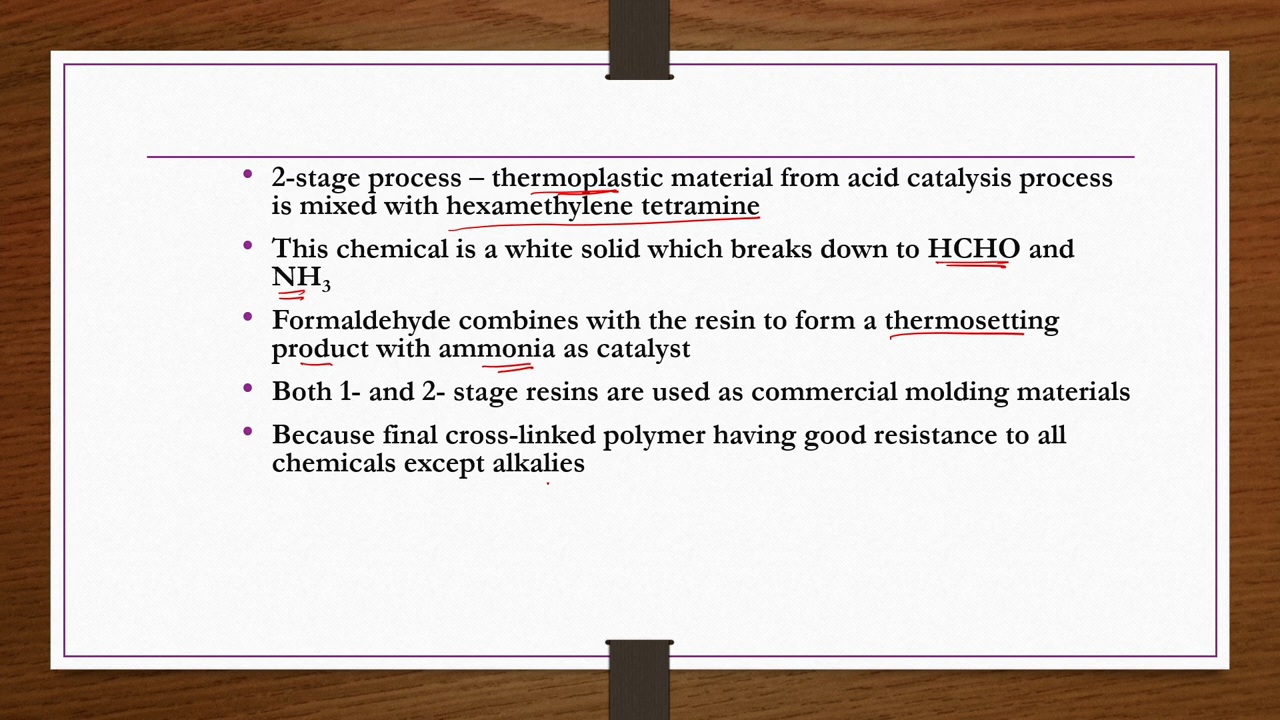 2-stage process – thermoplastic material from acid catalysis process
is mixed with hexamethylene tetramine
This chemical is a white solid which breaks down to HCHO and
NH₃
Formaldehyde combines with the resin to form a thermosetting
product with ammonia as catalyst
Both 1- and 2- stage resins are used as commercial molding materials
Because final cross-linked polymer having good resistance to all
chemicals except alkalies